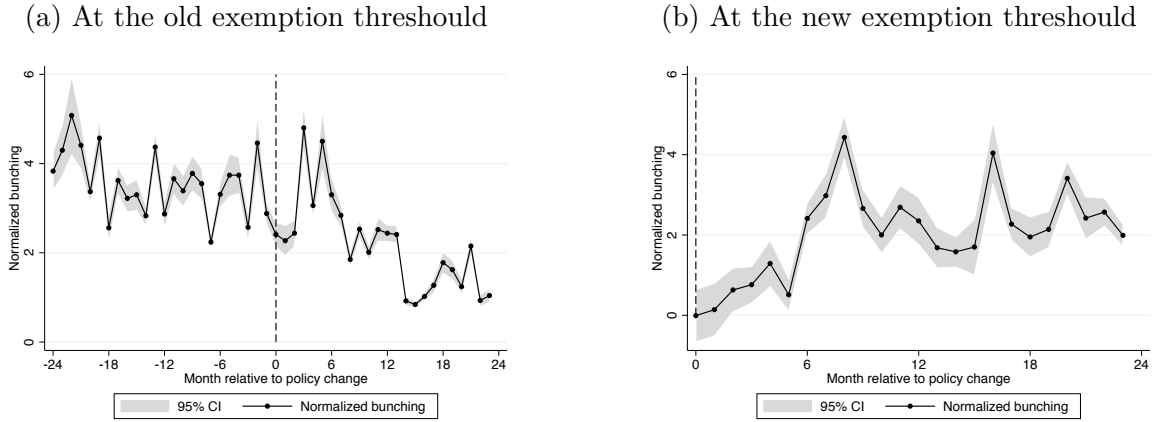 (a) At the old exemption threshould
Normalized bunching
6
4
2
0
-24 -18 -12 -6 0 6 12 18 24
Month relative to policy change
95% CI Normalized bunching
(b) At the new exemption threshould
Normalized bunching
6
4
2
0
0 6 12 18 24
Month relative to policy change
95% CI Normalized bunching